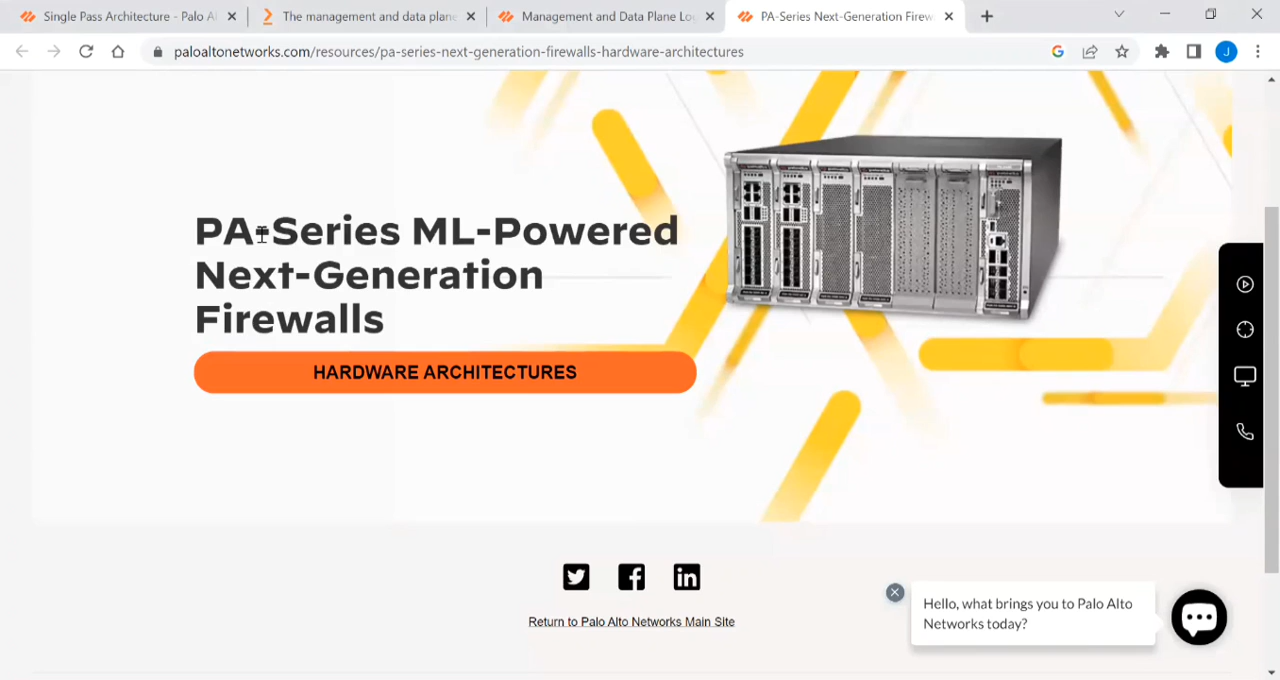 Single Pass Architecture - Palo Al
The management and data plane
Management and Data Plane Lo
PA-Series Next-Generation Firew
paloaltonetworks.com/resources/pa-series-next-generation-firewalls-hardware-architectures
J
PA-Series ML-Powered
Next-Generation
Firewalls
HARDWARE ARCHITECTURES
Return to Palo Alto Networks Main Site
Hello, what brings you to Palo Alto
Networks today?